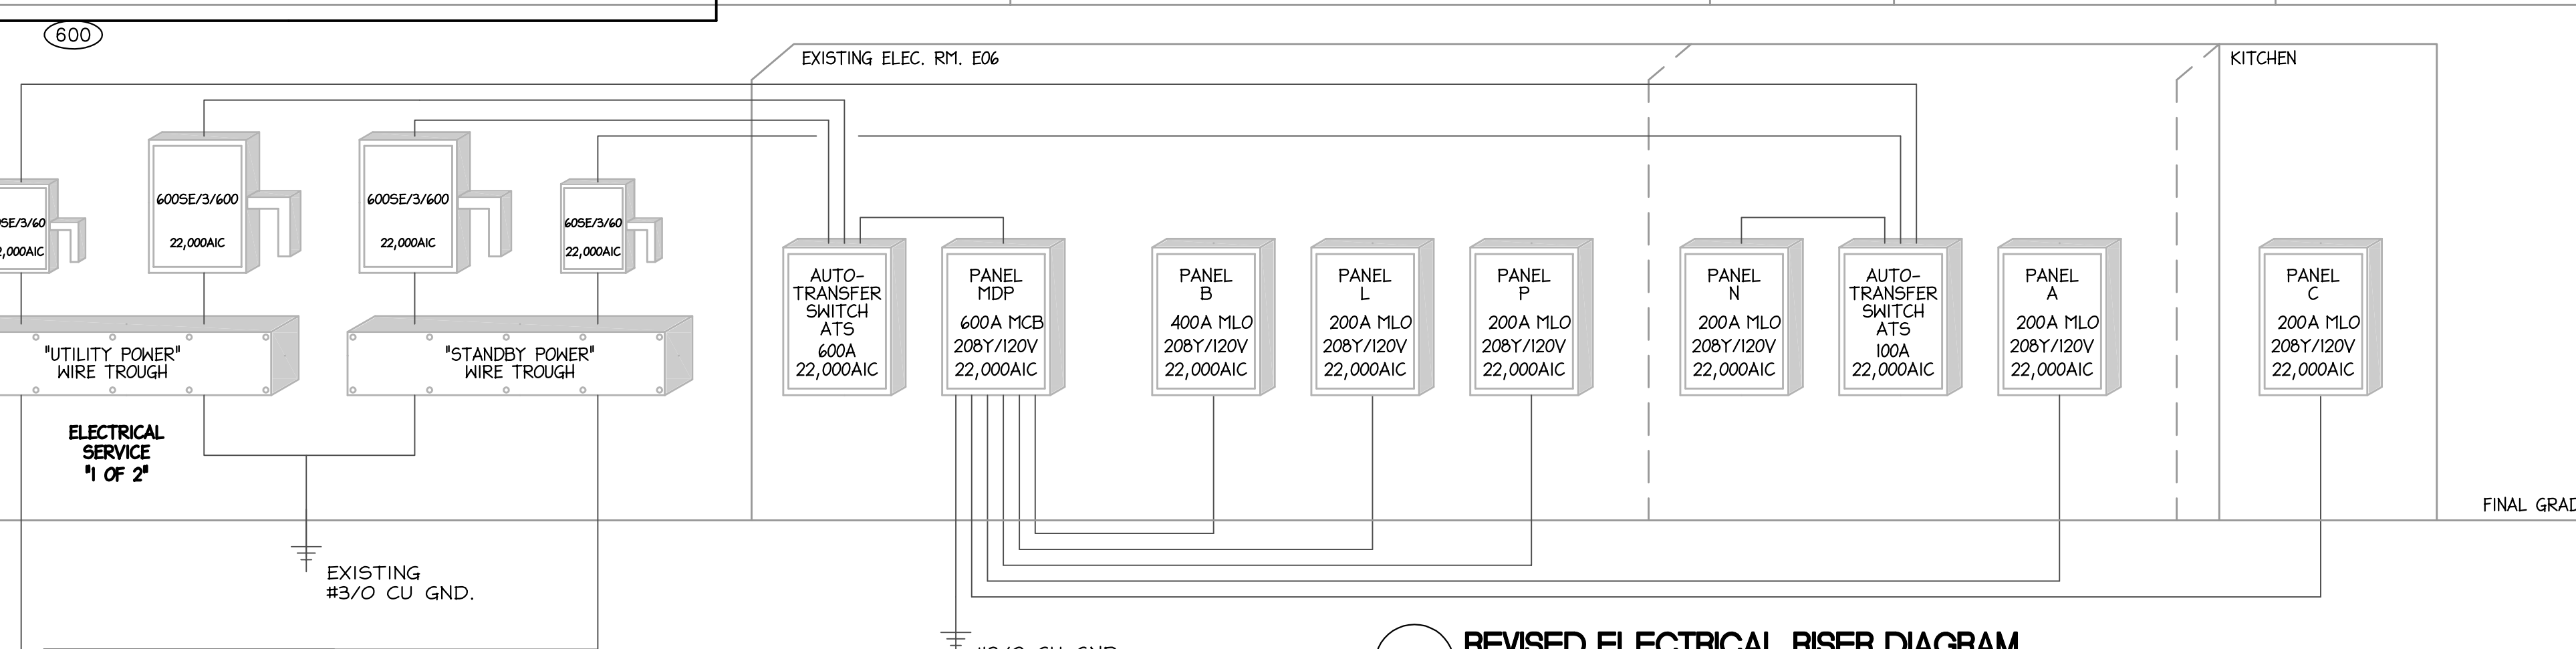 600
EXISTING ELEC. RM. E06
KITCHEN
600SE/3/600
22,000AIC
600SE/3/600
22,000AIC
60SE/3/60
22,000AIC
"UTILITY POWER"
WIRE TROUGH
"STANDBY POWER"
WIRE TROUGH
AUTO-
TRANSFER
SWITCH
ATS
600A
22,000AIC
PANEL
MDP
600A MCB
208Y/120V
22,000AIC
PANEL
B
400A MLO
208Y/120V
22,000AIC
PANEL
L
200A MLO
208Y/120V
22,000AIC
PANEL
P
200A MLO
208Y/120V
22,000AIC
PANEL
N
200A MLO
208Y/120V
22,000AIC
AUTO-
TRANSFER
SWITCH
ATS
100A
22,000AIC
PANEL
A
200A MLO
208Y/120V
22,000AIC
PANEL
C
200A MLO
208Y/120V
22,000AIC
ELECTRICAL
SERVICE
"1 OF 2"
FINAL
EXISTING
#3/0 CU GND.
REVISED ELECTRICAL RISER DIAGRAM